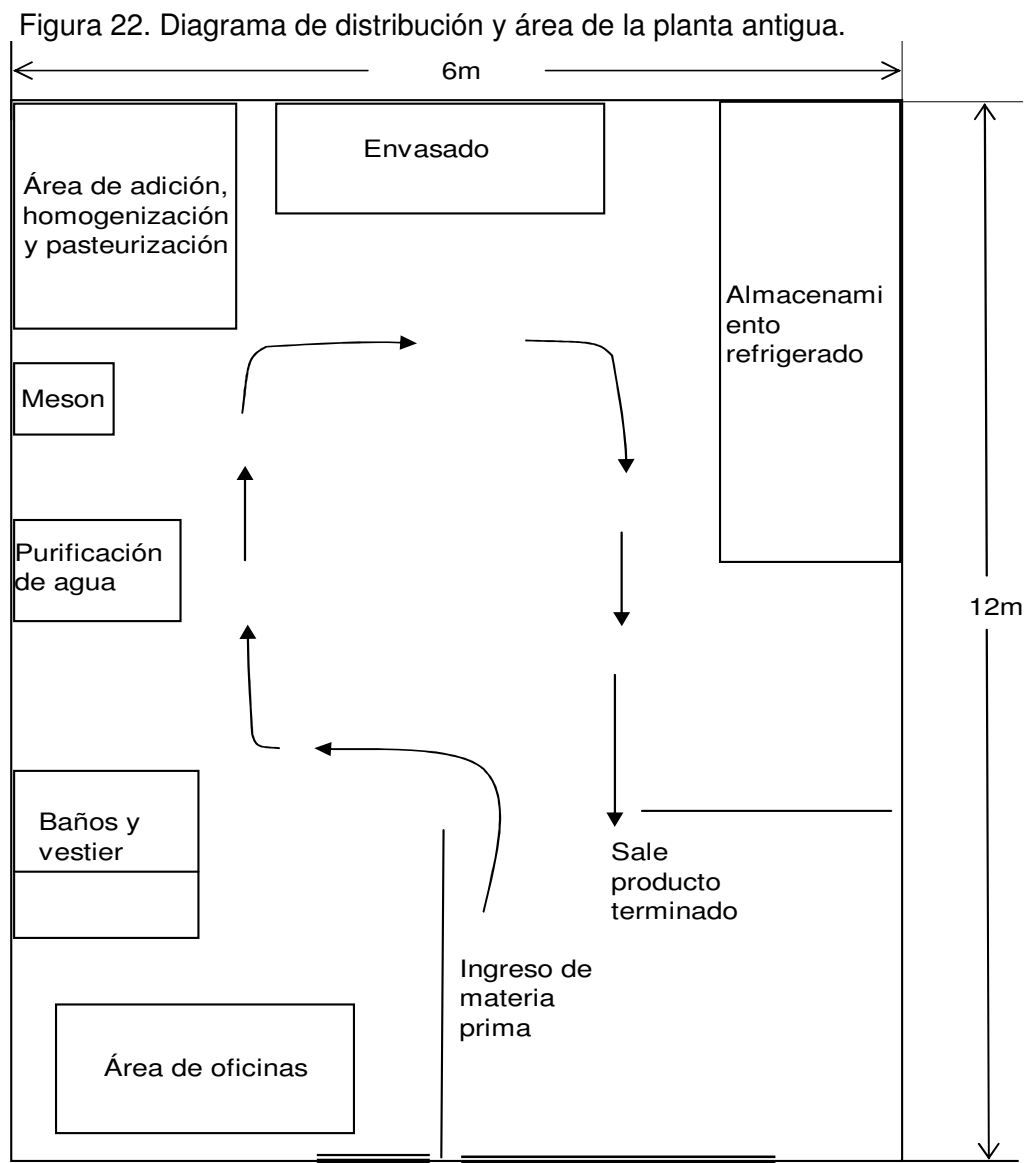 Figura 22. Diagrama de distribución y área de la planta antigua.
6m
Envasado
Área de adición,
homogenización
y pasteurización
Almacenami
ento
refrigerado
Meson
Purificación
de agua
12m
Baños y
vestier
Sale
producto
terminado
Ingreso de
materia
prima
Área de oficinas